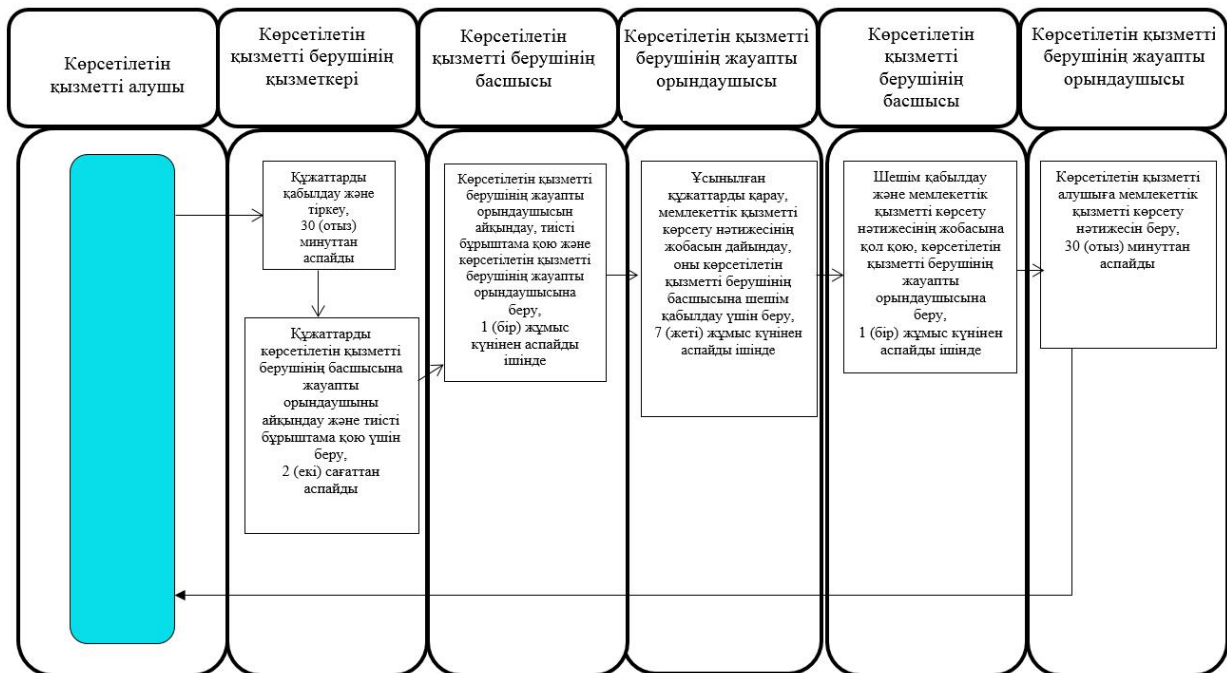 Көрсетілетін
қызметті алушы
Көрсетілетін
қызметті берушінің
қызметкері
Көрсетілетін
қызметті берушінің
басшысы
Көрсетілетін қызметті
берушінің жауапты
орындаушысы
Көрсетілетін
қызметті
берушінің
басшысы
Көрсетілетін қызметті
берушінің жауапты
орындаушысы
Құжаттарды
қабылдау және
тіркеу,
30 (отыз)
минуттан
аспайды
Құжаттарды
көрсетілетін қызметті
берушінің басшысына
жауапты
орындаушыны
айқындау және тиісті
бұрыштама қою үшін
беру,
2 (екі) сағаттан
аспайды
Көрсетілетін қызметті
берушінің жауапты
орындаушысын
айқындау, тиісті
бұрыштама қою және
көрсетілетін қызметті
берушінің жауапты
орындаушысына
беру,
1 (бір) жұмыс
күнінен аспайды
ішінде
Ұсынылған
құжаттарды қарау,
мемлекеттік қызметті
көрсету нәтижесінің
жобасын дайындау,
оны көрсетілетін
қызметті берушінің
басшысына шешім
қабылдау үшін беру,
7 (жеті) жұмыс күнінен
аспайды ішінде
Шешім қабылдау
және мемлекеттік
қызметті көрсету
нәтижесінің жобасына
қол қою, көрсетілетін
қызметті берушінің
жауапты
орындаушысына
беру,
1 (бір) жұмыс
күнінен аспайды
ішінде
Көрсетілетін қызметті
алушыға мемлекеттік
қызметті көрсету
нәтижесін беру,
30 (отыз) минуттан
аспайды